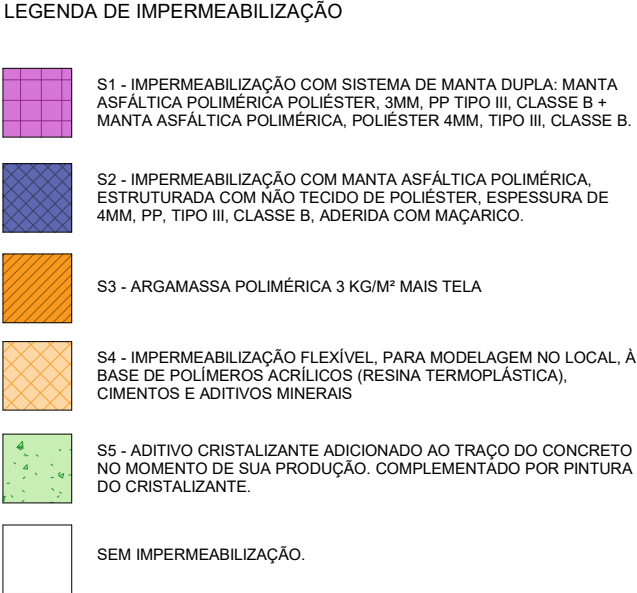 LEGENDA DE IMPERMEABILIZAÇÃO
S1 - IMPERMEABILIZAÇÃO COM SISTEMA DE MANTA DUPLA: MANTA
ASFÁLTICA POLIMÉRICA POLIÉSTER, 3MM, PP TIPO III, CLASSE B +
MANTA ASFÁLTICA POLIMÉRICA, POLIÉSTER 4MM, TIPO III, CLASSE B.
S2 - IMPERMEABILIZAÇÃO COM MANTA ASFÁLTICA POLIMÉRICA,
ESTRUTURADA COM NÃO TECIDO DE POLIÉSTER, ESPESSURA DE
4MM, PP, TIPO III, CLASSE B, ADERIDA COM MAÇARICO.
S3 - ARGAMASSA POLIMÉRICA 3 KG/M² MAIS TELA
S4 - IMPERMEABILIZAÇÃO FLEXÍVEL, PARA MODELAGEM NO LOCAL, À
BASE DE POLÍMEROS ACRÍLICOS (RESINA TERMOPLÁSTICA),
CIMENTOS E ADITIVOS MINERAIS
S5 - ADITIVO CRISTALIZANTE ADICIONADO AO TRAÇO DO CONCRETO
NO MOMENTO DE SUA PRODUÇÃO. COMPLEMENTADO POR PINTURA
DO CRISTALIZANTE.
SEM IMPERMEABILIZAÇÃO.